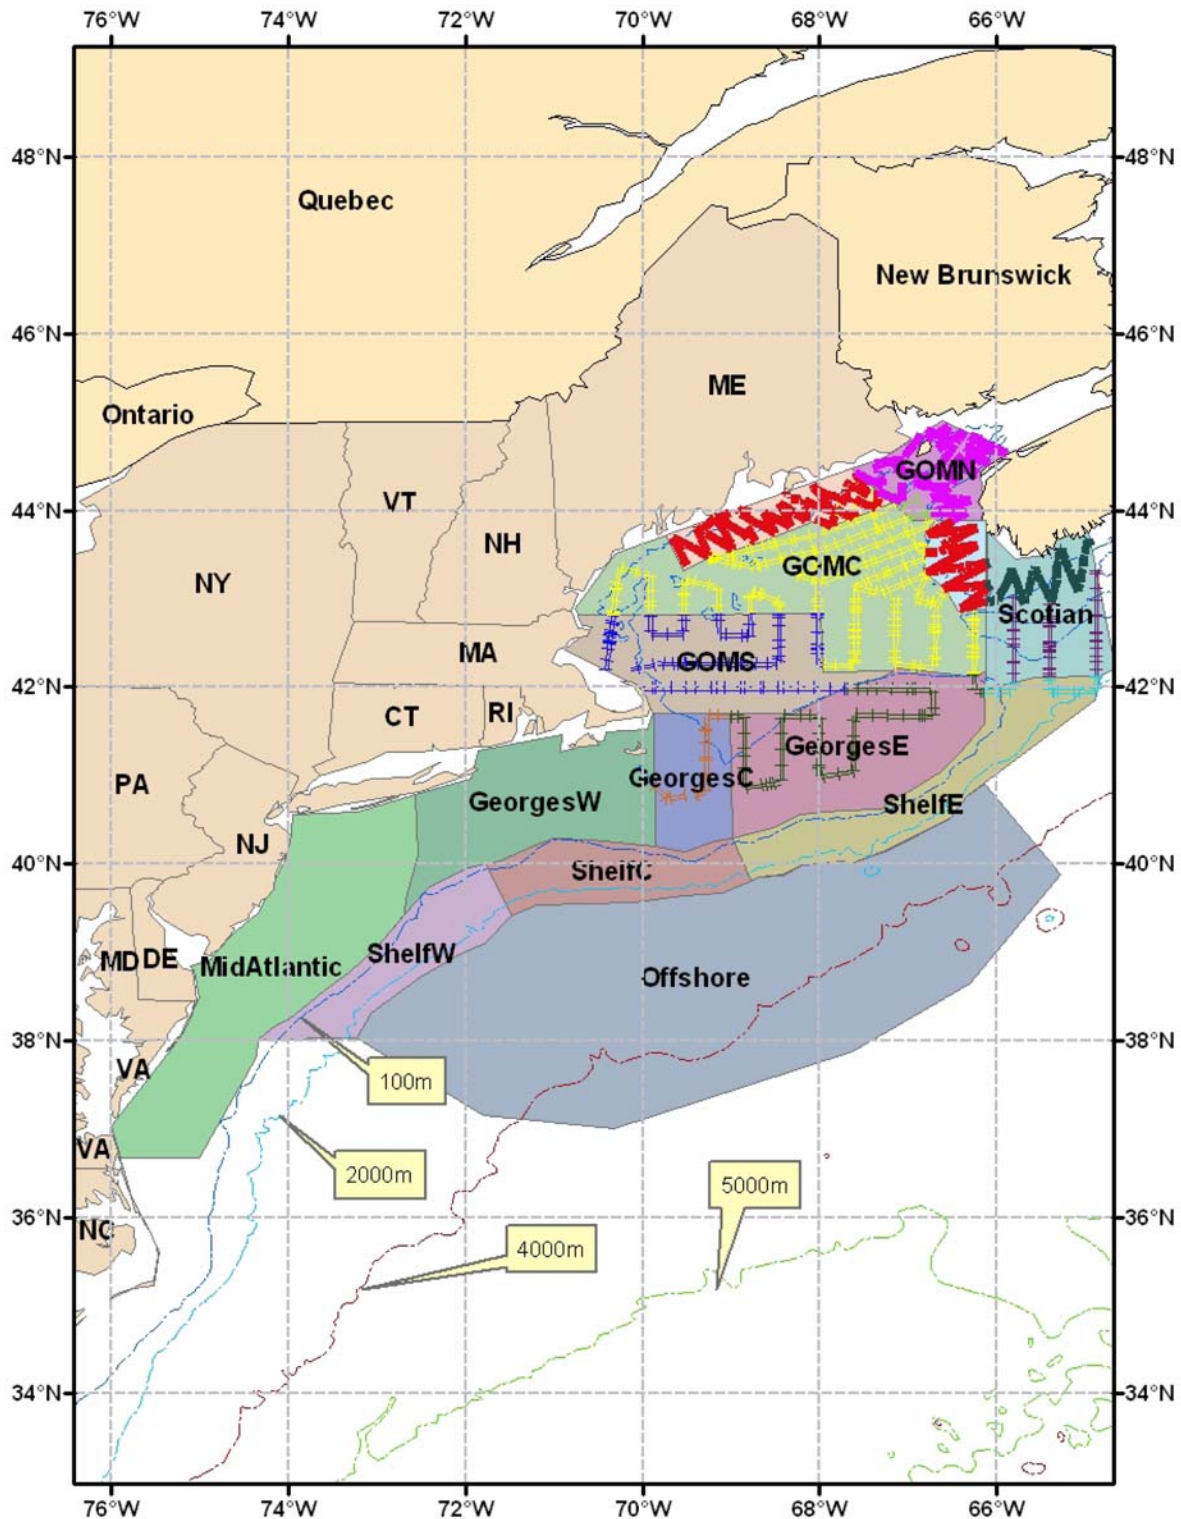 76°W 74°W 72°W 70°W 68°W 66°W
48°N 48°N
Quebec
New Brunswick
46°N 46°N
ME
Ontario
GOMN
VT
44°N 44°N
NH
GOMC
NY
Scotian
MA
GOMS
42°N 42°N
CT RI
GeorgesE
PA
GeorgesC
GeorgesW
ShelfE
NJ
40°N 40°N
ShelfC
MD DE MidAtlantic ShelfW
Offshore
38°N 38°N
VA
100m
VA
2000m
5000m
36°N 36°N
NC
4000m
34°N 34°N
76°W 74°W 72°W 70°W 68°W 66°W